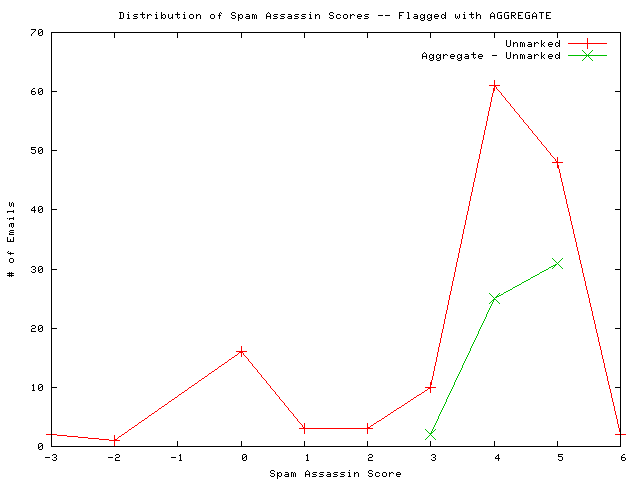 Distribution of Spam Assassin Scores -- Flagged with AGGREGATE
Unmarked
Aggregate - Unmarked
70
60
50
40
30
20
10
0
# of Emails
-3 -2 -1 0 1 2 3 4 5 6
Spam Assassin Score